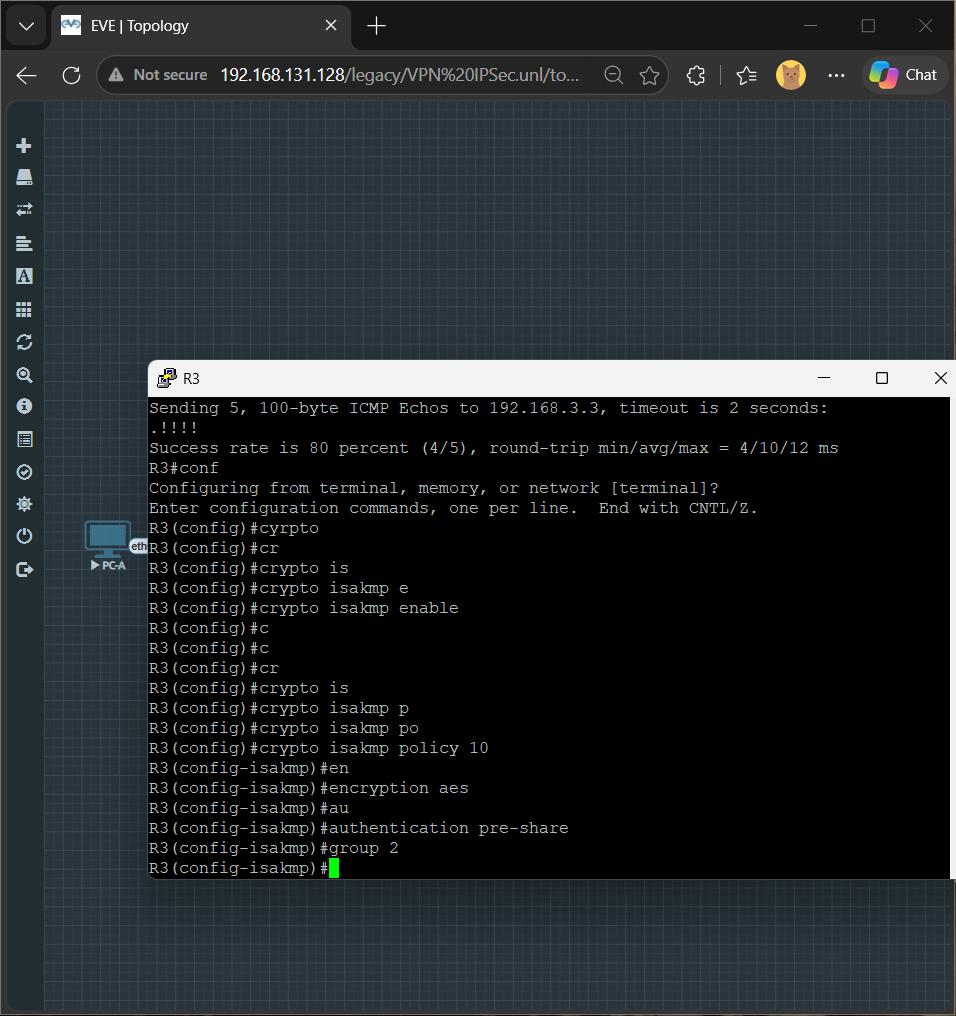 EVE | Topology
Not secure 192.168.131.128/legacy/VPN%20IPSec.unl/to...
Chat
R3
Sending 5, 100-byte ICMP Echos to 192.168.3.3, timeout is 2 seconds:
.!!!!
Success rate is 80 percent (4/5), round-trip min/avg/max = 4/10/12 ms
R3#conf
Configuring from terminal, memory, or network [terminal]?
Enter configuration commands, one per line.  End with CNTL/Z.
R3(config)#cyrpto
R3(config)#cr
R3(config)#crypto is
R3(config)#crypto isakmp e
R3(config)#crypto isakmp enable
R3(config)#c
R3(config)#c
R3(config)#cr
R3(config)#crypto is
R3(config)#crypto isakmp p
R3(config)#crypto isakmp po
R3(config)#crypto isakmp policy 10
R3(config-isakmp)#en
R3(config-isakmp)#encryption aes
R3(config-isakmp)#au
R3(config-isakmp)#authentication pre-share
R3(config-isakmp)#group 2
R3(config-isakmp)#
eth
PC-A